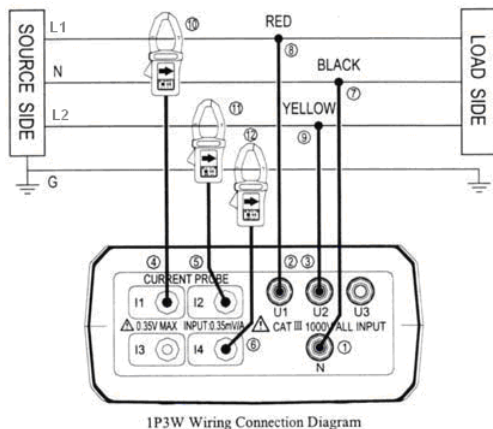 RED
L1
⑩
⑧
BLACK
N
⑦
SOURCE SIDE
LOAD SIDE
⑪
YELLOW
L2
⑫
⑨
G
④
⑤
②
③
CURRENT PROBE
I1
I2
U1
U2
U3
0.35V MAX INPUT:0.35mV/A
CAT III 1000V ALL INPUT
I3
I4
⑥
①
N
1P3W Wiring Connection Diagram